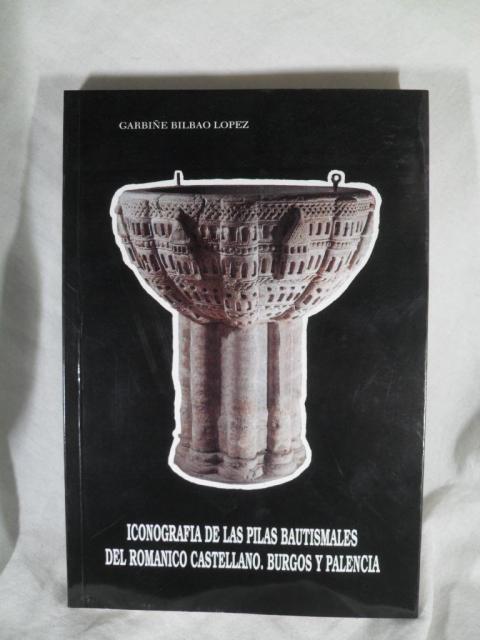 GARBIÑE BILBAO LOPEZ
ICONOGRAFIA DE LAS PILAS BAUTISMALES
DEL ROMANICO CASTELLANO. BURGOS Y PALENCIA